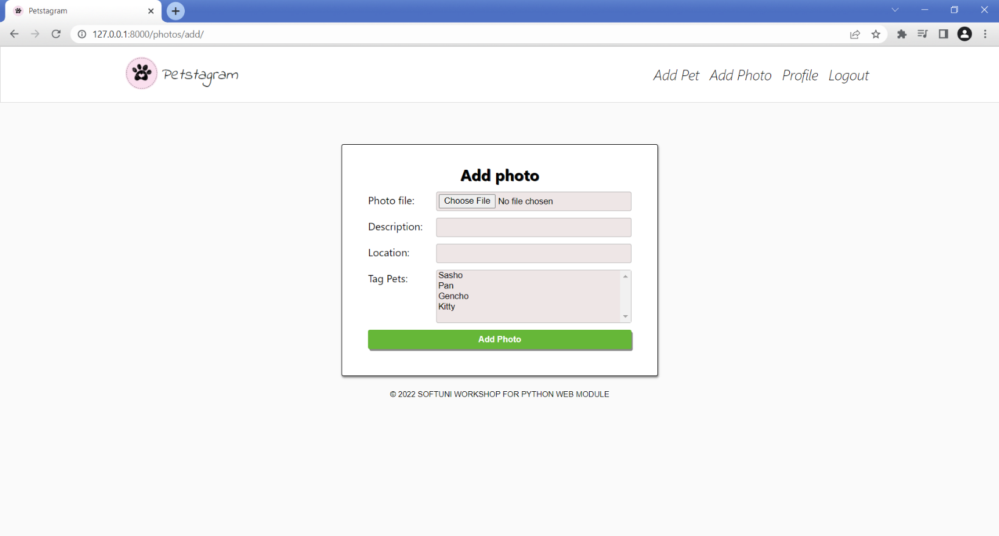 Petstagram
127.0.0.1:8000/photos/add/
Petstagram
Add Pet Add Photo Profile Logout
Add photo
Photo file: Choose File No file chosen
Description:
Location:
Tag Pets: Sasho
Pan
Gencho
Kitty
Add Photo
© 2022 SOFTUNI WORKSHOP FOR PYTHON WEB MODULE